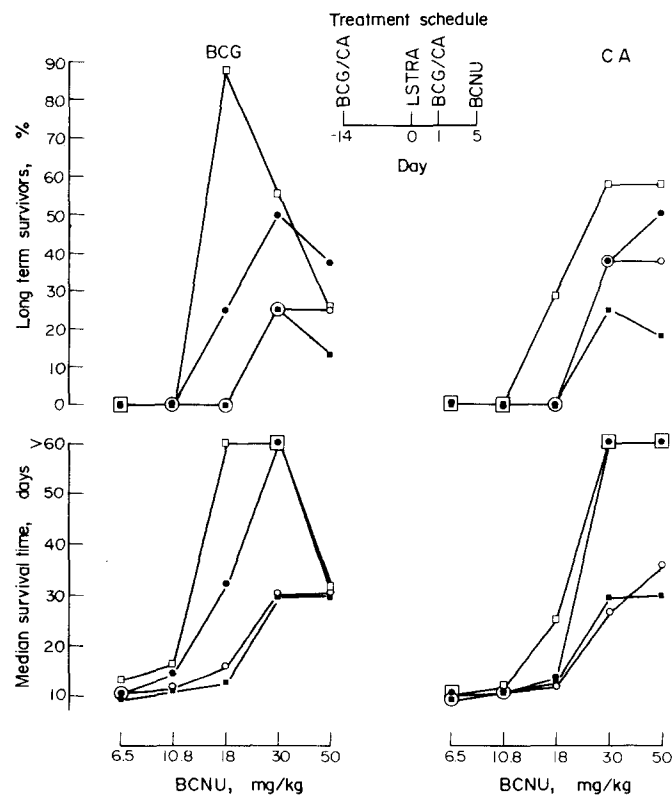 Treatment schedule
BCG/CA
LSTRA
BCG/CA
BCNU
-14
0
1
5
Day
BCG
CA
Long term survivors, %
90
80
70
60
50
40
30
20
10
0
Median survival time, days
>60
50
40
30
20
10
6.5
10.8
18
30
50
BCNU, mg/kg
6.5
10.8
18
30
50
BCNU, mg/kg